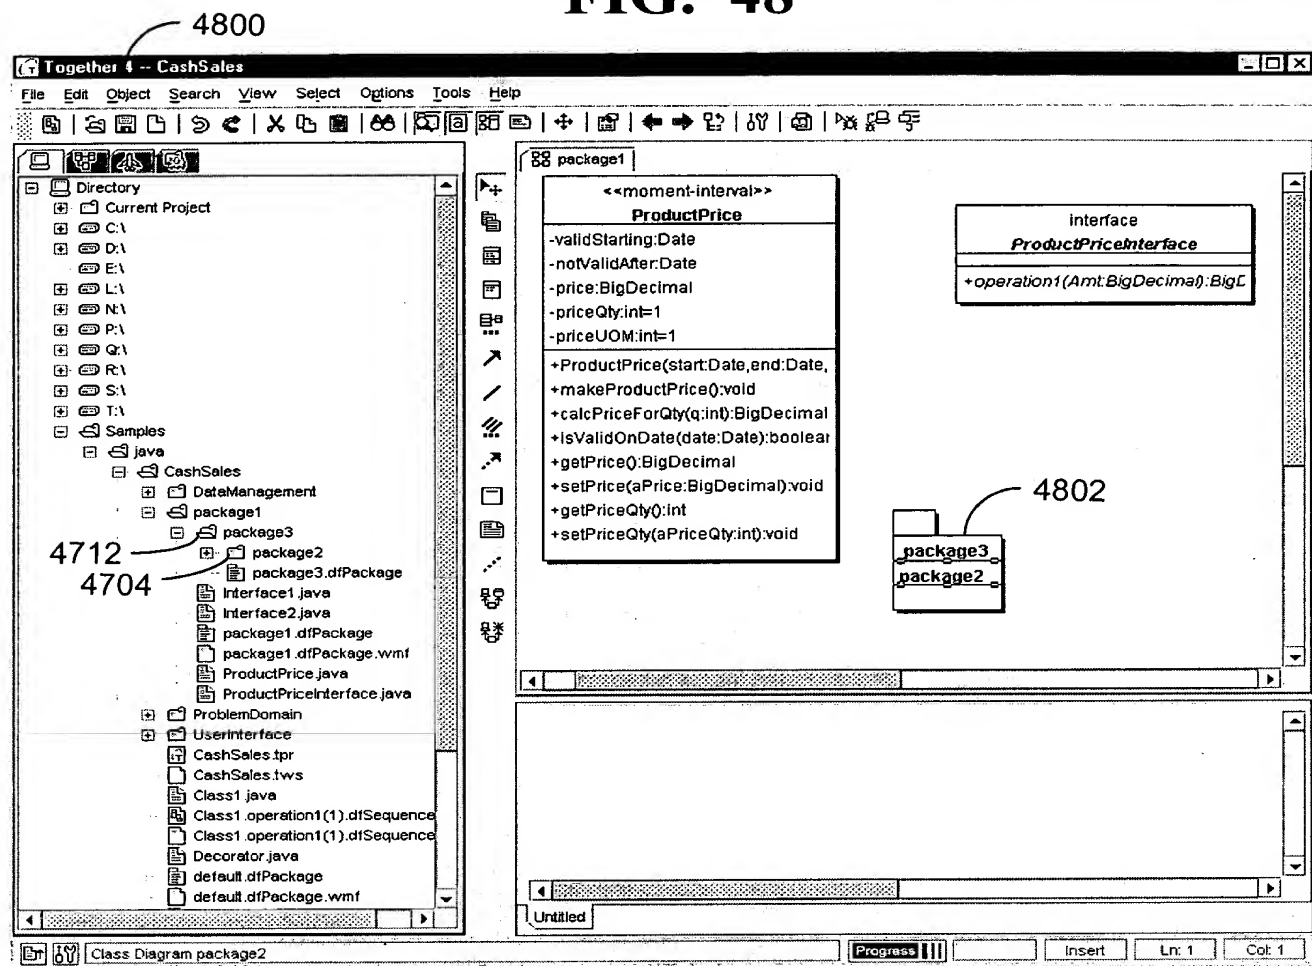 FIG. 48
4800
Together 4 -- CashSales
File Edit Object Search View Select Options Tools Help
Directory
Current Project
C:\
D:\
E:\
L:\
N:\
P:\
Q:\
R:\
S:\
T:\
Samples
java
CashSales
DataManagement
package1
package3
4712
package2
4704
package3.dfPackage
Interface1.java
Interface2.java
package1.dfPackage
package1.dfPackage.wmf
ProductPrice.java
ProductPriceInterface.java
ProblemDomain
UserInterface
CashSales.tpr
CashSales.tws
Class1.java
Class1.operation1(1).dfSequence
Class1.operation1(1).dfSequence
Decorator.java
default.dfPackage
default.dfPackage.wmf
package1
<<moment-interval>>
ProductPrice
-validStarting:Date
-notValidAfter:Date
-price:BigDecimal
-priceQty:int=1
-priceUOM:int=1
+ProductPrice(start:Date,end:Date,
+makeProductPrice():void
+calcPriceForQty(q:int):BigDecimal
+isValidOnDate(date:Date):boolean
+getPrice():BigDecimal
+setPrice(aPrice:BigDecimal):void
+getPriceQty():int
+setPriceQty(aPriceQty:int):void
interface
ProductPriceInterface
+operation1(Amt:BigDecimal):BigD
4802
package3
package2
Untitled
Class Diagram package2
Progress
Insert
Ln: 1
Col: 1